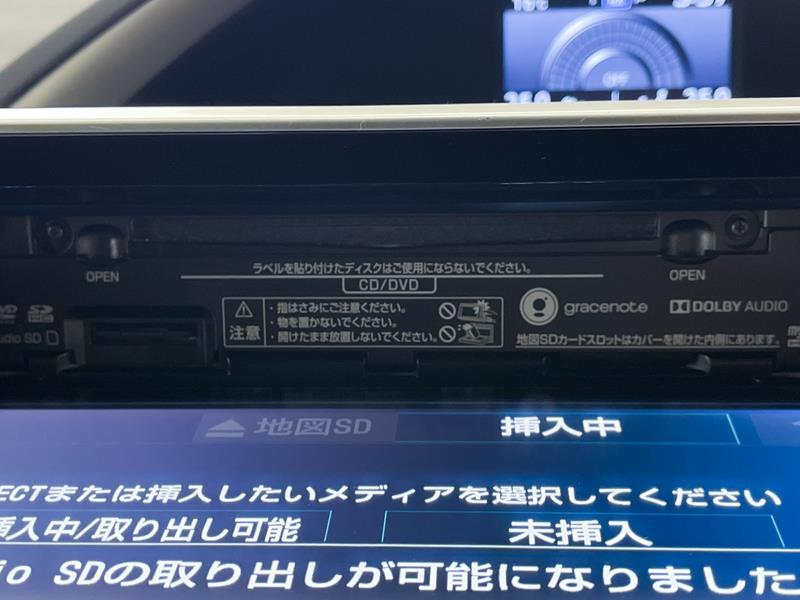 OFF
OPEN
ラベルを貼り付けたディスクはご使用にならないでください。
OPEN
CD/DVD
注意
・指はさみにご注意ください。
・物を置かないでください。
・開けたまま放置しないでください。
gracenote
DOLBY AUDIO
udio SD
地図SDカードスロットはカバーを開けた内側にあります。
地図SD
挿入中
ECTまたは挿入したいメディアを選択してください
挿入中/取り出し可能
未挿入
io SDの取り出しが可能になりました